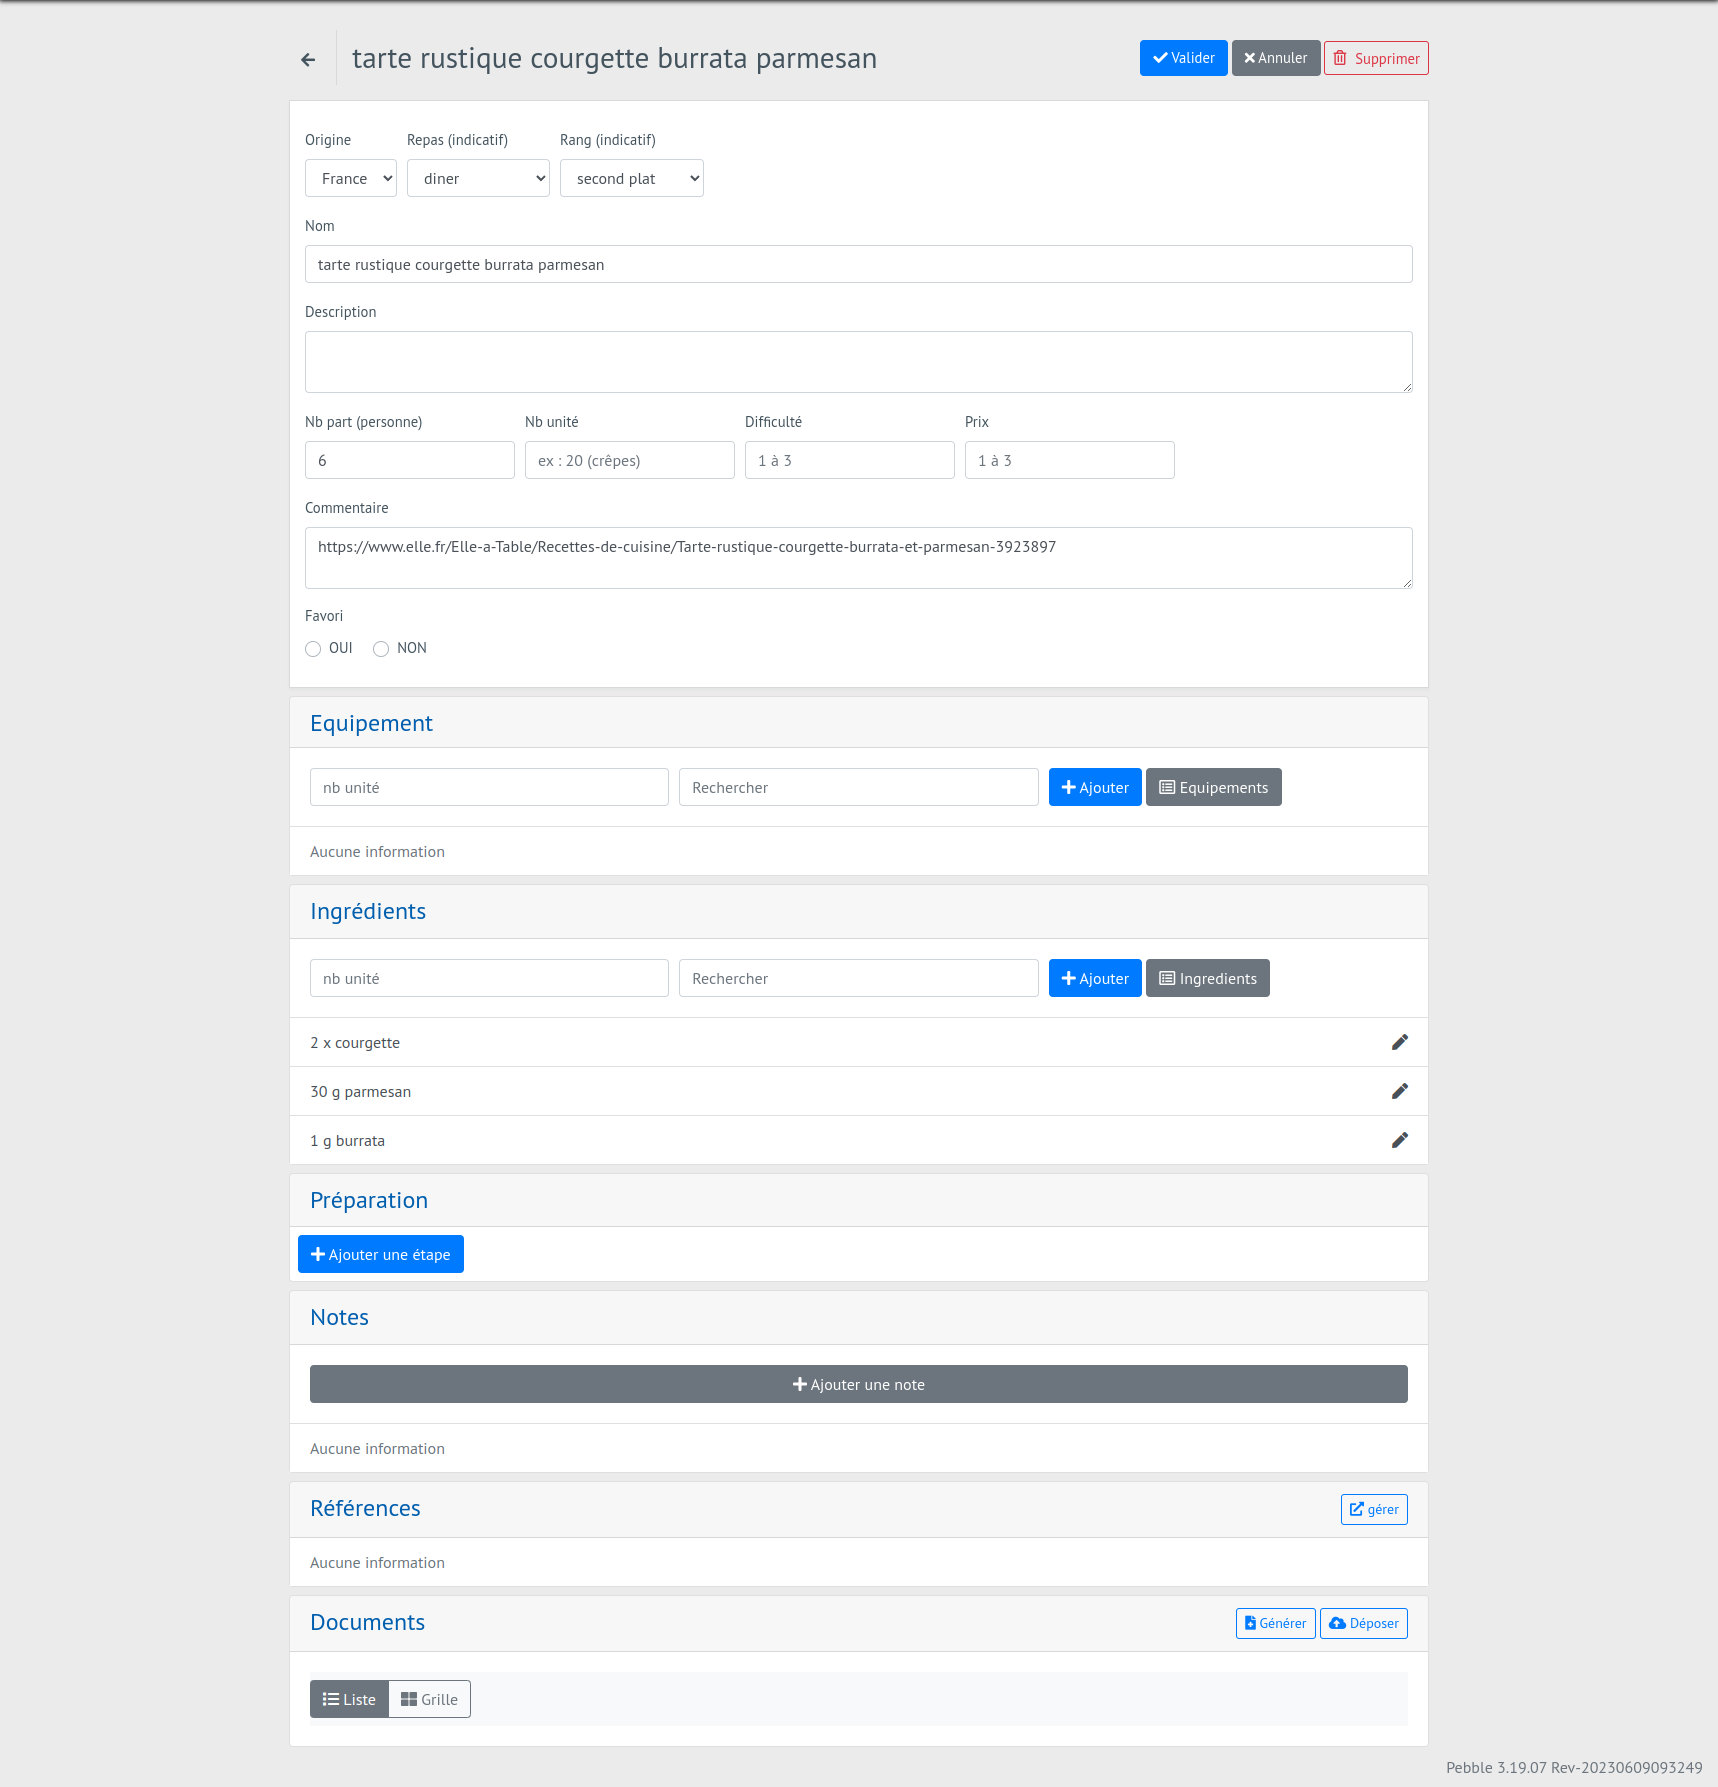 tarte rustique courgette burrata parmesan
Valider
Annuler
Supprimer
Origine
Repas (indicatif)
Rang (indicatif)
France
diner
second plat
Nom
tarte rustique courgette burrata parmesan
Description
Nb part (personne)
Nb unité
Difficulté
Prix
6
ex : 20 (crêpes)
1 à 3
1 à 3
Commentaire
https://www.elle.fr/Elle-a-Table/Recettes-de-cuisine/Tarte-rustique-courgette-burrata-et-parmesan-3923897
Favori
OUI
NON
Equipement
nb unité
Rechercher
Ajouter
Equipements
Aucune information
Ingrédients
nb unité
Rechercher
Ajouter
Ingredients
2 x courgette
30 g parmesan
1 g burrata
Préparation
Ajouter une étape
Notes
Ajouter une note
Aucune information
Références
gérer
Aucune information
Documents
Générer
Déposer
Liste
Grille
Pebble 3.19.07 Rev-20230609093249